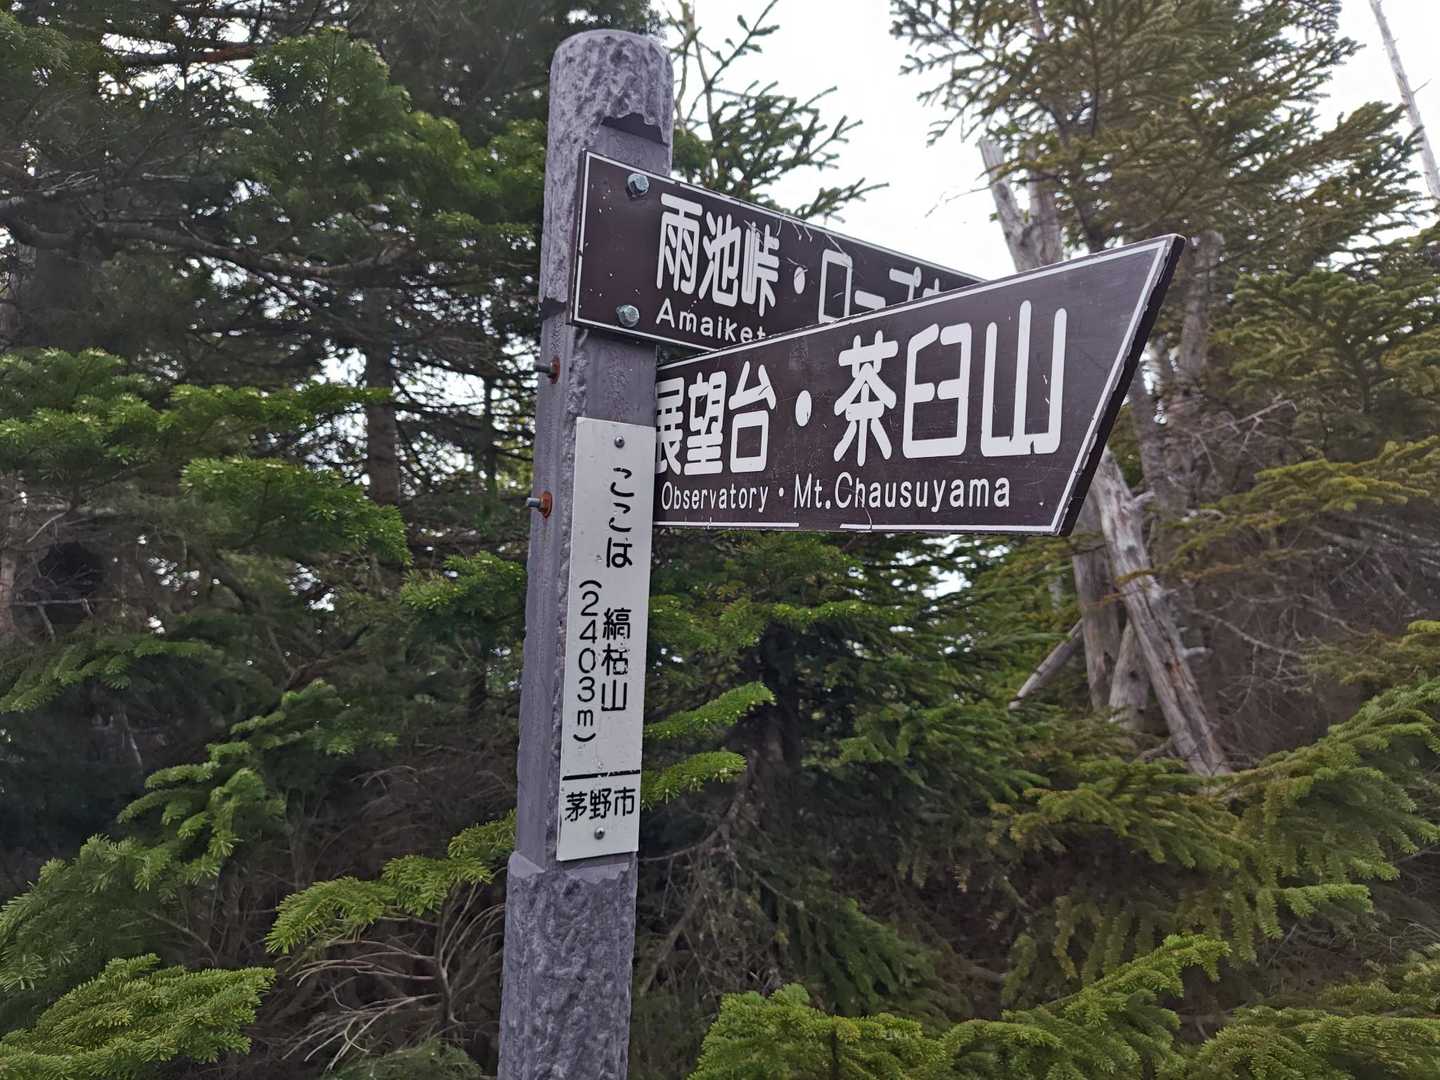 雨池峠・ロープ
Amaiket
展望台・茶臼山
Observatory・Mt.Chausuyama
ここは 縞枯山
(2403m)
茅野市